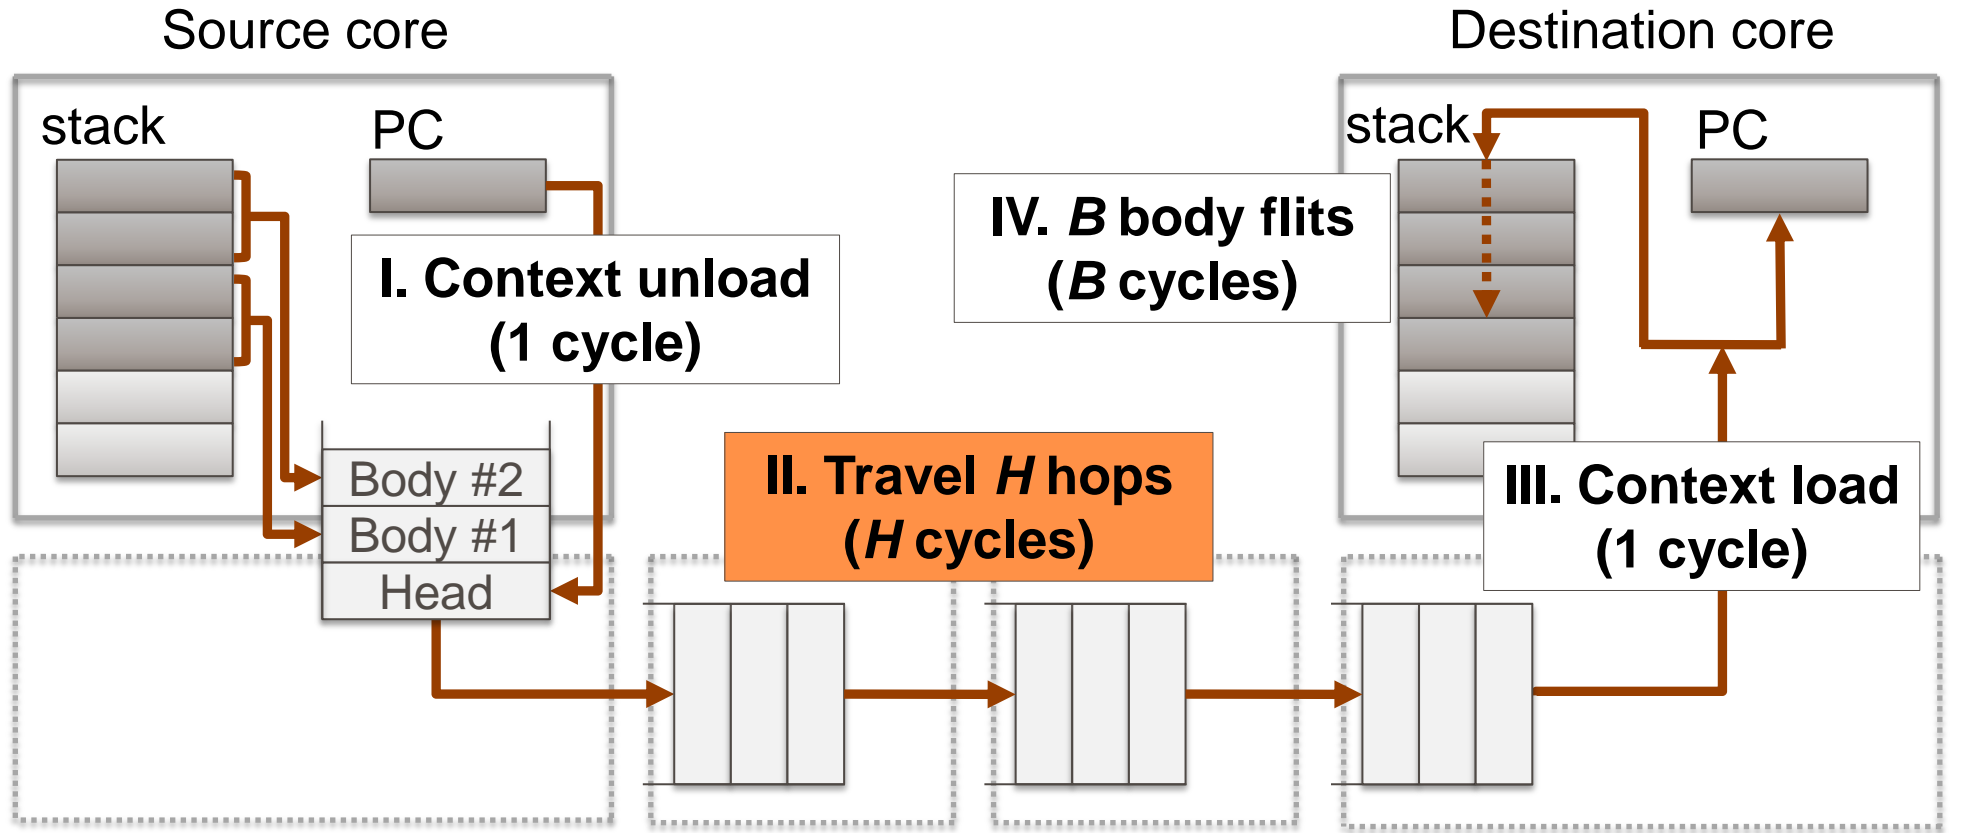 Source core
Destination core
stack
PC
stack
PC
I. Context unload
(1 cycle)
IV. B body flits
(B cycles)
Body #2
Body #1
Head
II. Travel H hops
(H cycles)
III. Context load
(1 cycle)